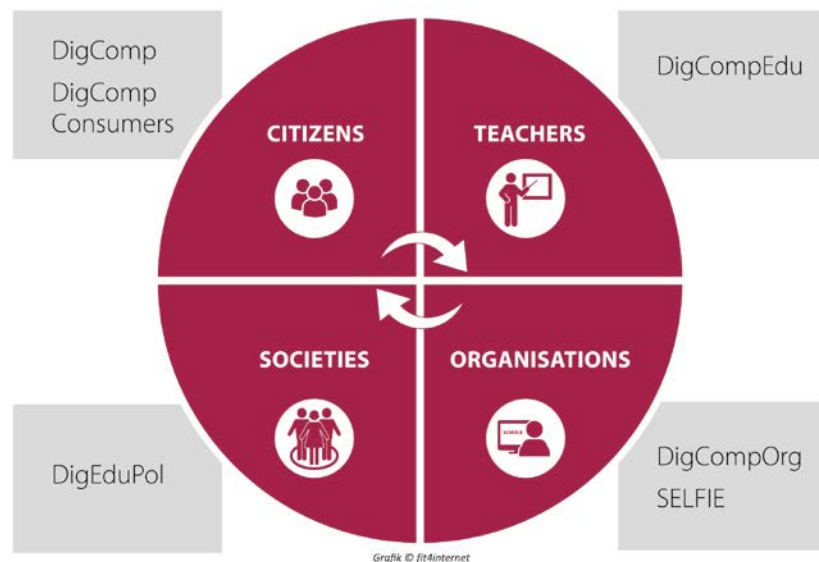 DigComp
DigComp
Consumers
DigCompEdu
CITIZENS
TEACHERS
SOCIETIES
ORGANISATIONS
DigEduPol
DigCompOrg
SELFIE
Grafik © fit4internet